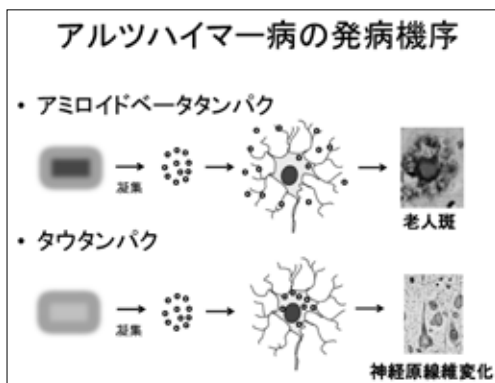 アルツハイマー病の発病機序
• アミロイドベータタンパク
凝集
老人斑
• タウタンパク
凝集
神経原線維変化